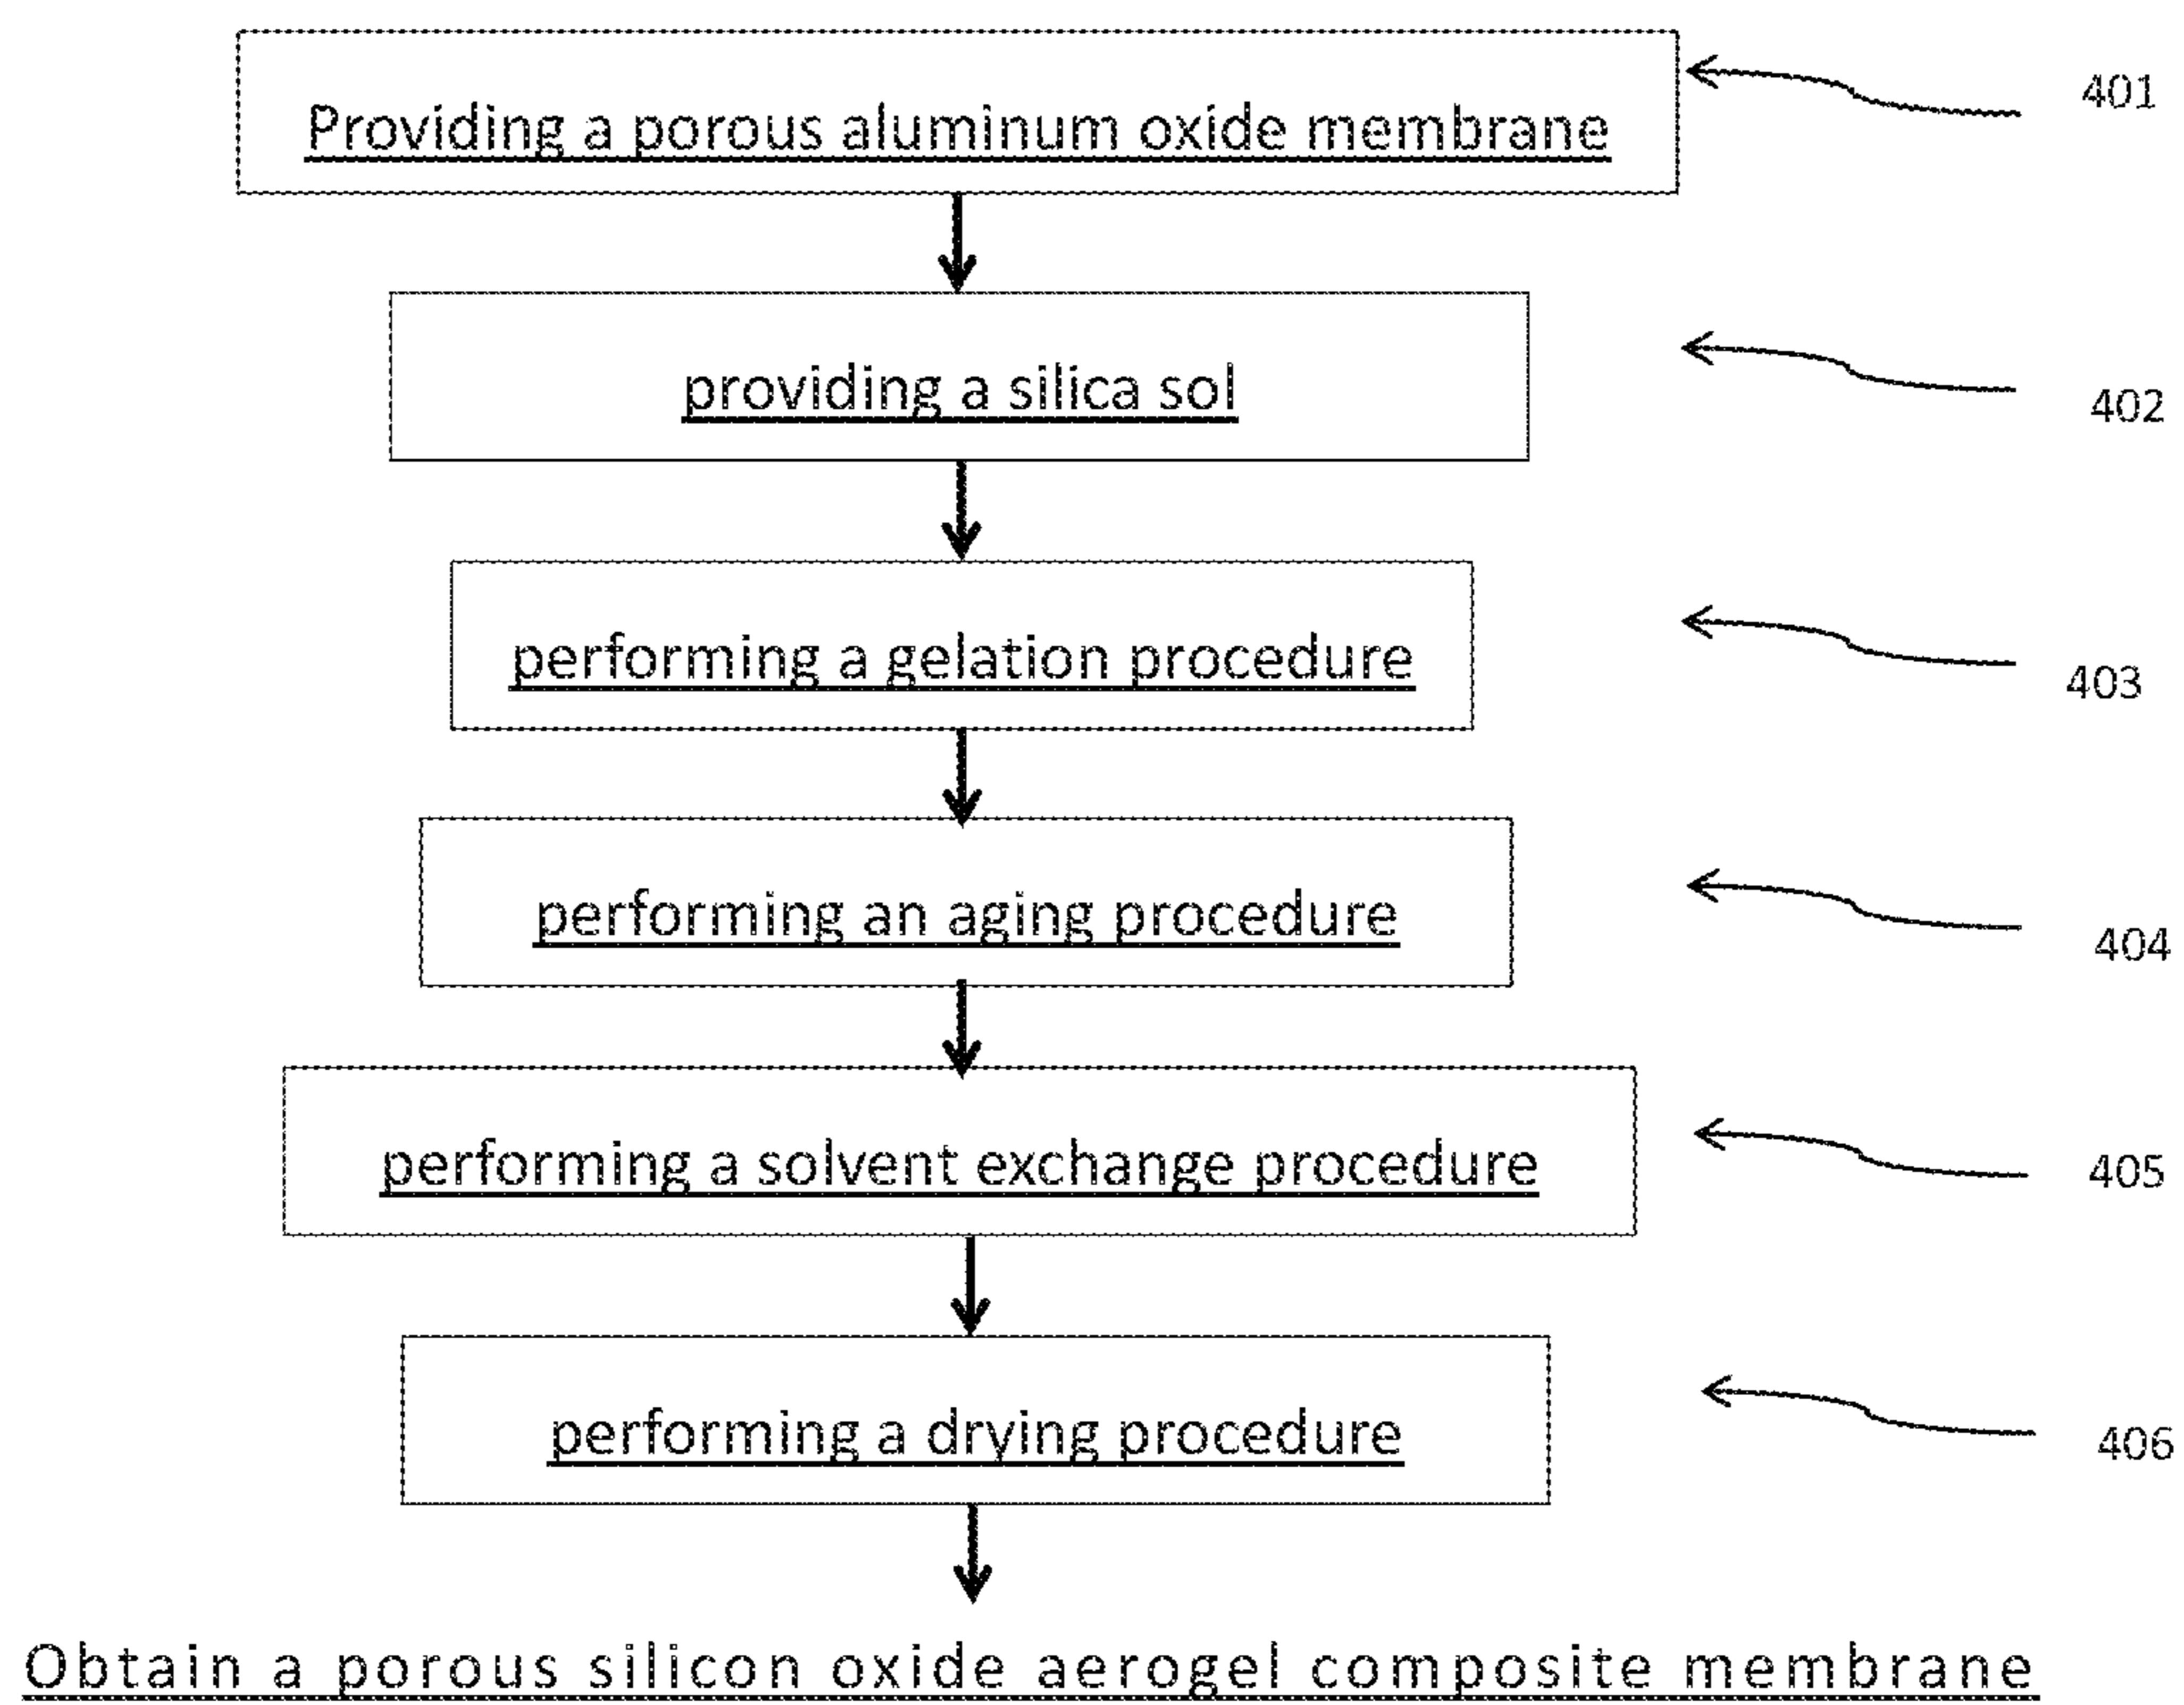 Providing a porous aluminum oxide membrane
401
providing a silica sol
402
performing a gelation procedure
403
performing an aging procedure
404
performing a solvent exchange procedure
405
performing a drying procedure
406
Obtain a porous silicon oxide aerogel composite membrane